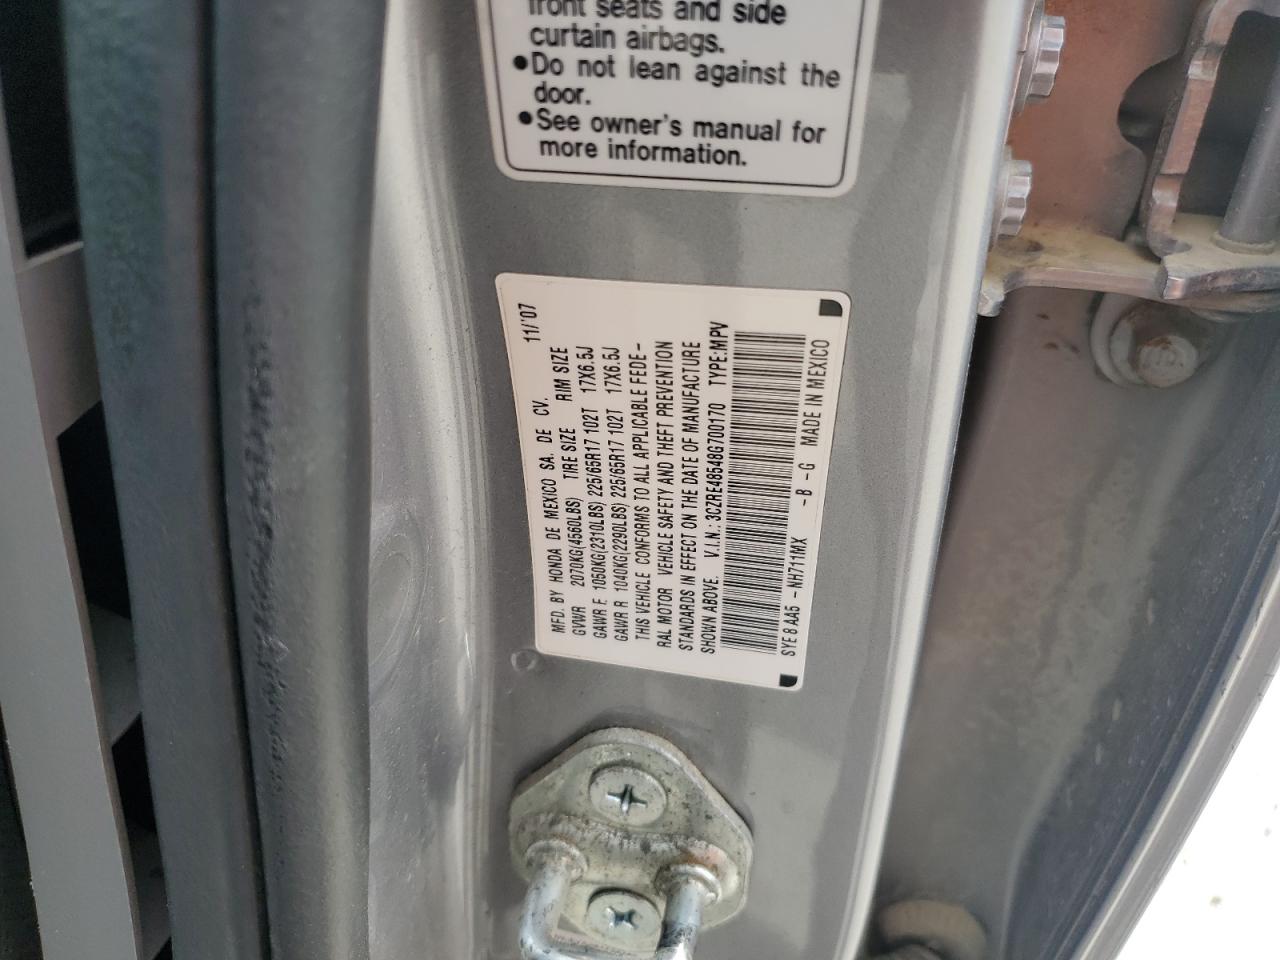 front seats and side
curtain airbags.
•Do not lean against the
door.
•See owner's manual for
more information.
11/'07
MFD. BY HONDA DE MEXICO SA. DE CV.
GVWR 2070KG(4560LBS) TIRE SIZE RIM SIZE
GAWR F 1050KG(2310LBS) 225/65R17 102T 17X6.5J
GAWR R 1040KG(2290LBS) 225/65R17 102T 17X6.5J
THIS VEHICLE CONFORMS TO ALL APPLICABLE FEDE-
RAL MOTOR VEHICLE SAFETY AND THEFT PREVENTION
STANDARDS IN EFFECT ON THE DATE OF MANUFACTURE
SHOWN ABOVE. V.I.N.: 3CZRE48548G700170 TYPE:MPV
SYE8 AA5 -NH711MX -B -G MADE IN MEXICO